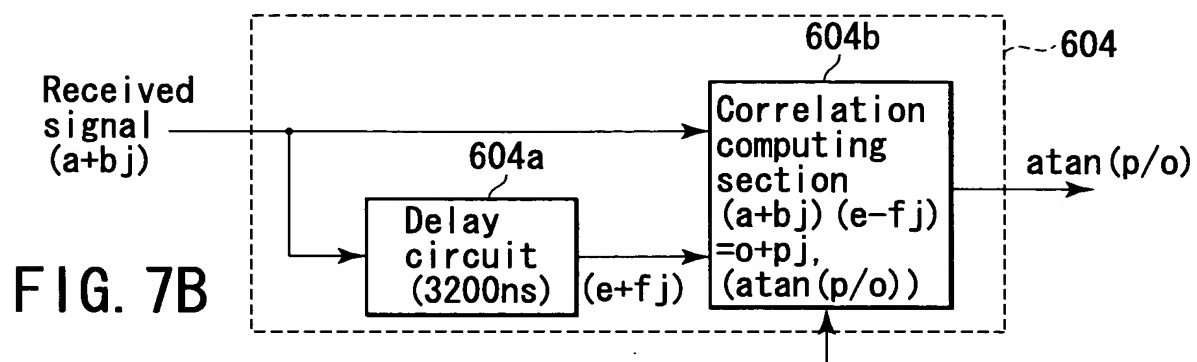 604b
604
Received
signal
(a+bj)
604a
Correlation
computing
section
(a+bj)(e-fj)
=o+pj,
(atan(p/o))
atan(p/o)
Delay
circuit
(3200ns)
(e+fj)
FIG. 7B